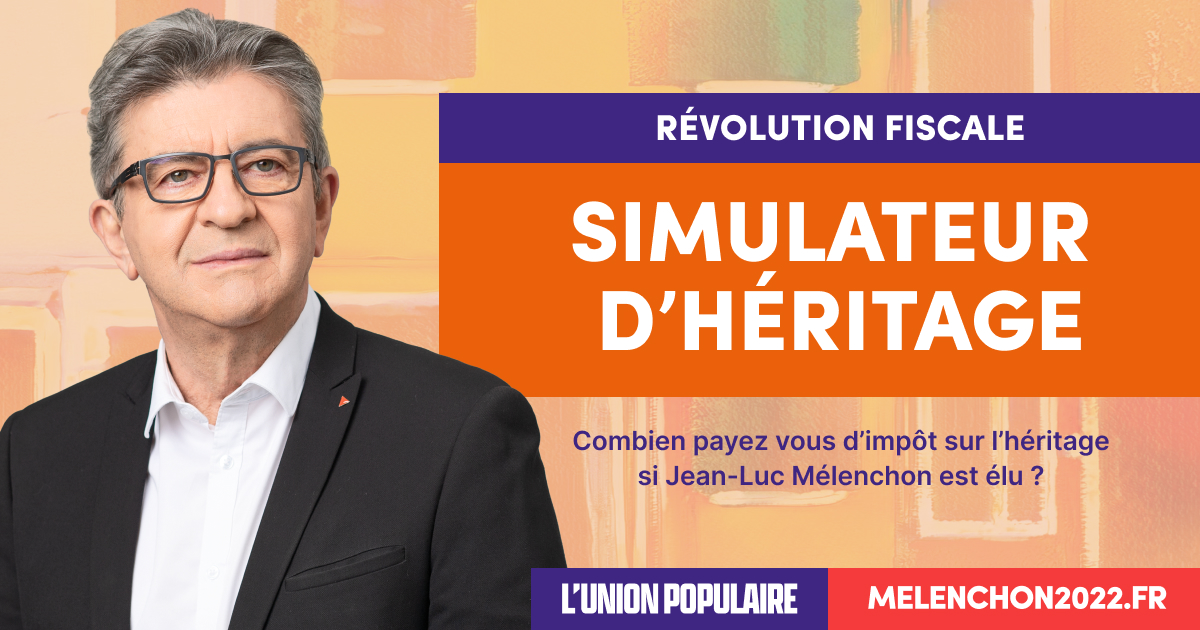 RÉVOLUTION FISCALE
SIMULATEUR
D’HÉRITAGE
Combien payez vous d’impôt sur l’héritage
si Jean-Luc Mélenchon est élu ?
L’UNION POPULAIRE
MELENCHON2022.FR